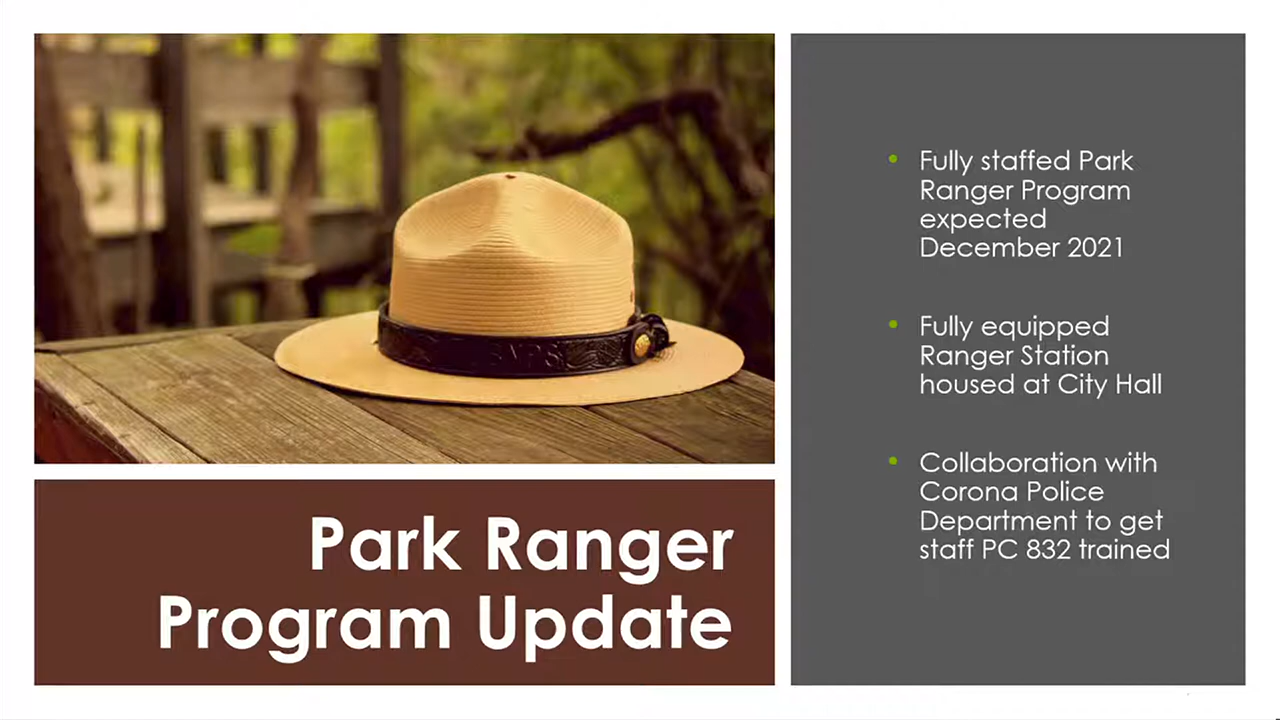 Park Ranger
Program Update
• Fully staffed Park
Ranger Program
expected
December 2021
• Fully equipped
Ranger Station
housed at City Hall
• Collaboration with
Corona Police
Department to get
staff PC 832 trained